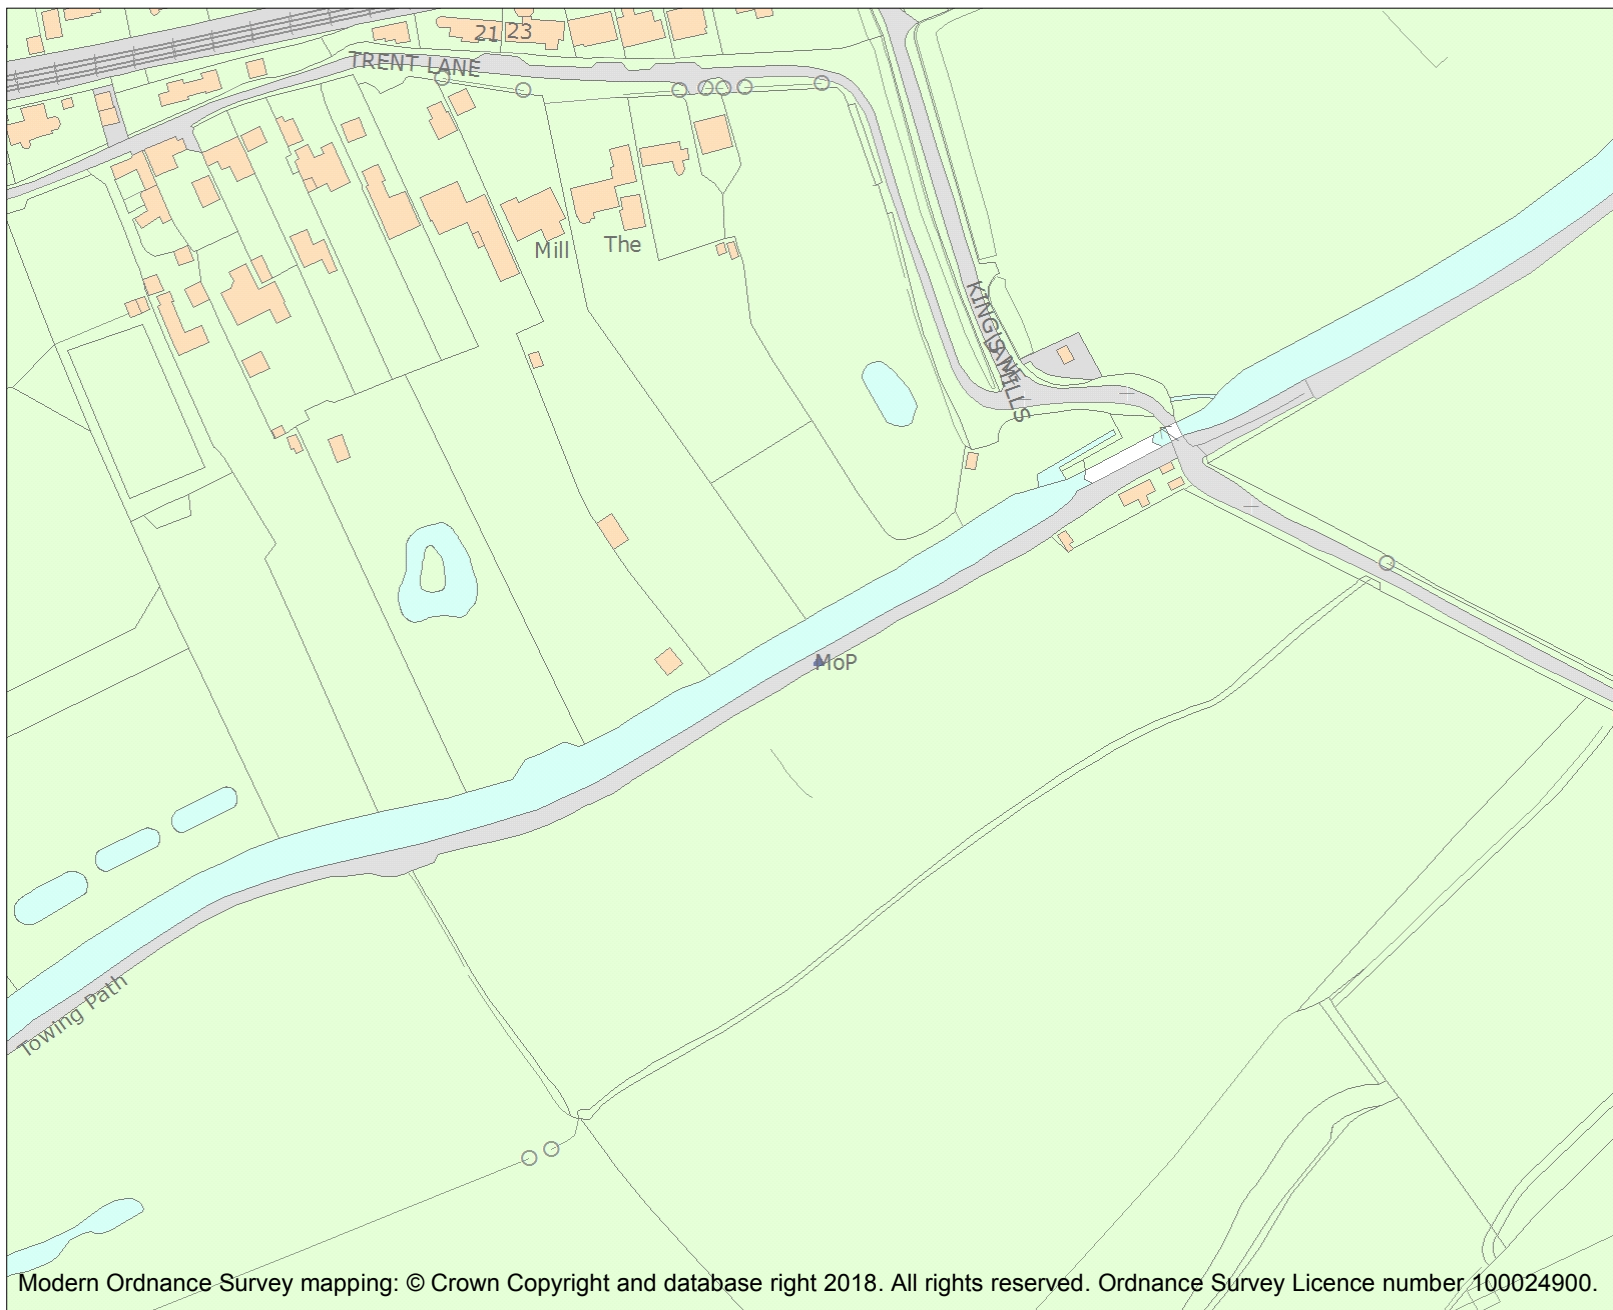 21 23
TRENT LANE
Mill The
KING'S MILLS
MoP
Towing Path
Modern Ordnance Survey mapping: © Crown Copyright and database right 2018. All rights reserved. Ordnance Survey Licence number 100024900.